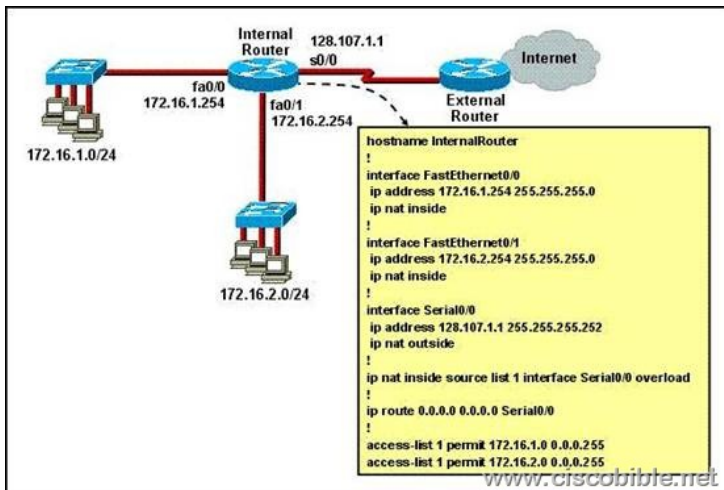 Internal
Router
128.107.1.1
s0/0
Internet
External
Router
fa0/0
172.16.1.254
fa0/1
172.16.2.254
172.16.1.0/24
172.16.2.0/24
hostname InternalRouter
!
interface FastEthernet0/0
ip address 172.16.1.254 255.255.255.0
ip nat inside
!
interface FastEthernet0/1
ip address 172.16.2.254 255.255.255.0
ip nat inside
!
interface Serial0/0
ip address 128.107.1.1 255.255.255.252
ip nat outside
!
ip nat inside source list 1 interface Serial0/0 overload
!
ip route 0.0.0.0 0.0.0.0 Serial0/0
!
access-list 1 permit 172.16.1.0 0.0.0.255
access-list 1 permit 172.16.2.0 0.0.0.255
www.ciscobible.net